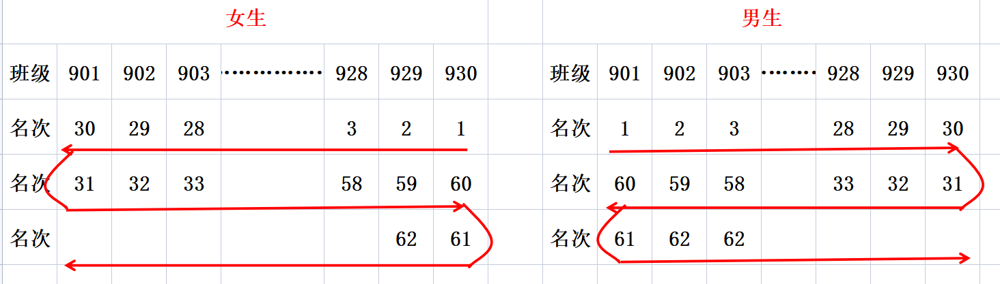 女生 男生
班级 901 902 903 ………………… 928 929 930 班级 901 902 903 ……… 928 929 930
名次 30 29 28 3 2 1 名次 1 2 3 28 29 30
名次 31 32 33 58 59 60 名次 60 59 58 33 32 31
名次 62 61 名次 61 62 62